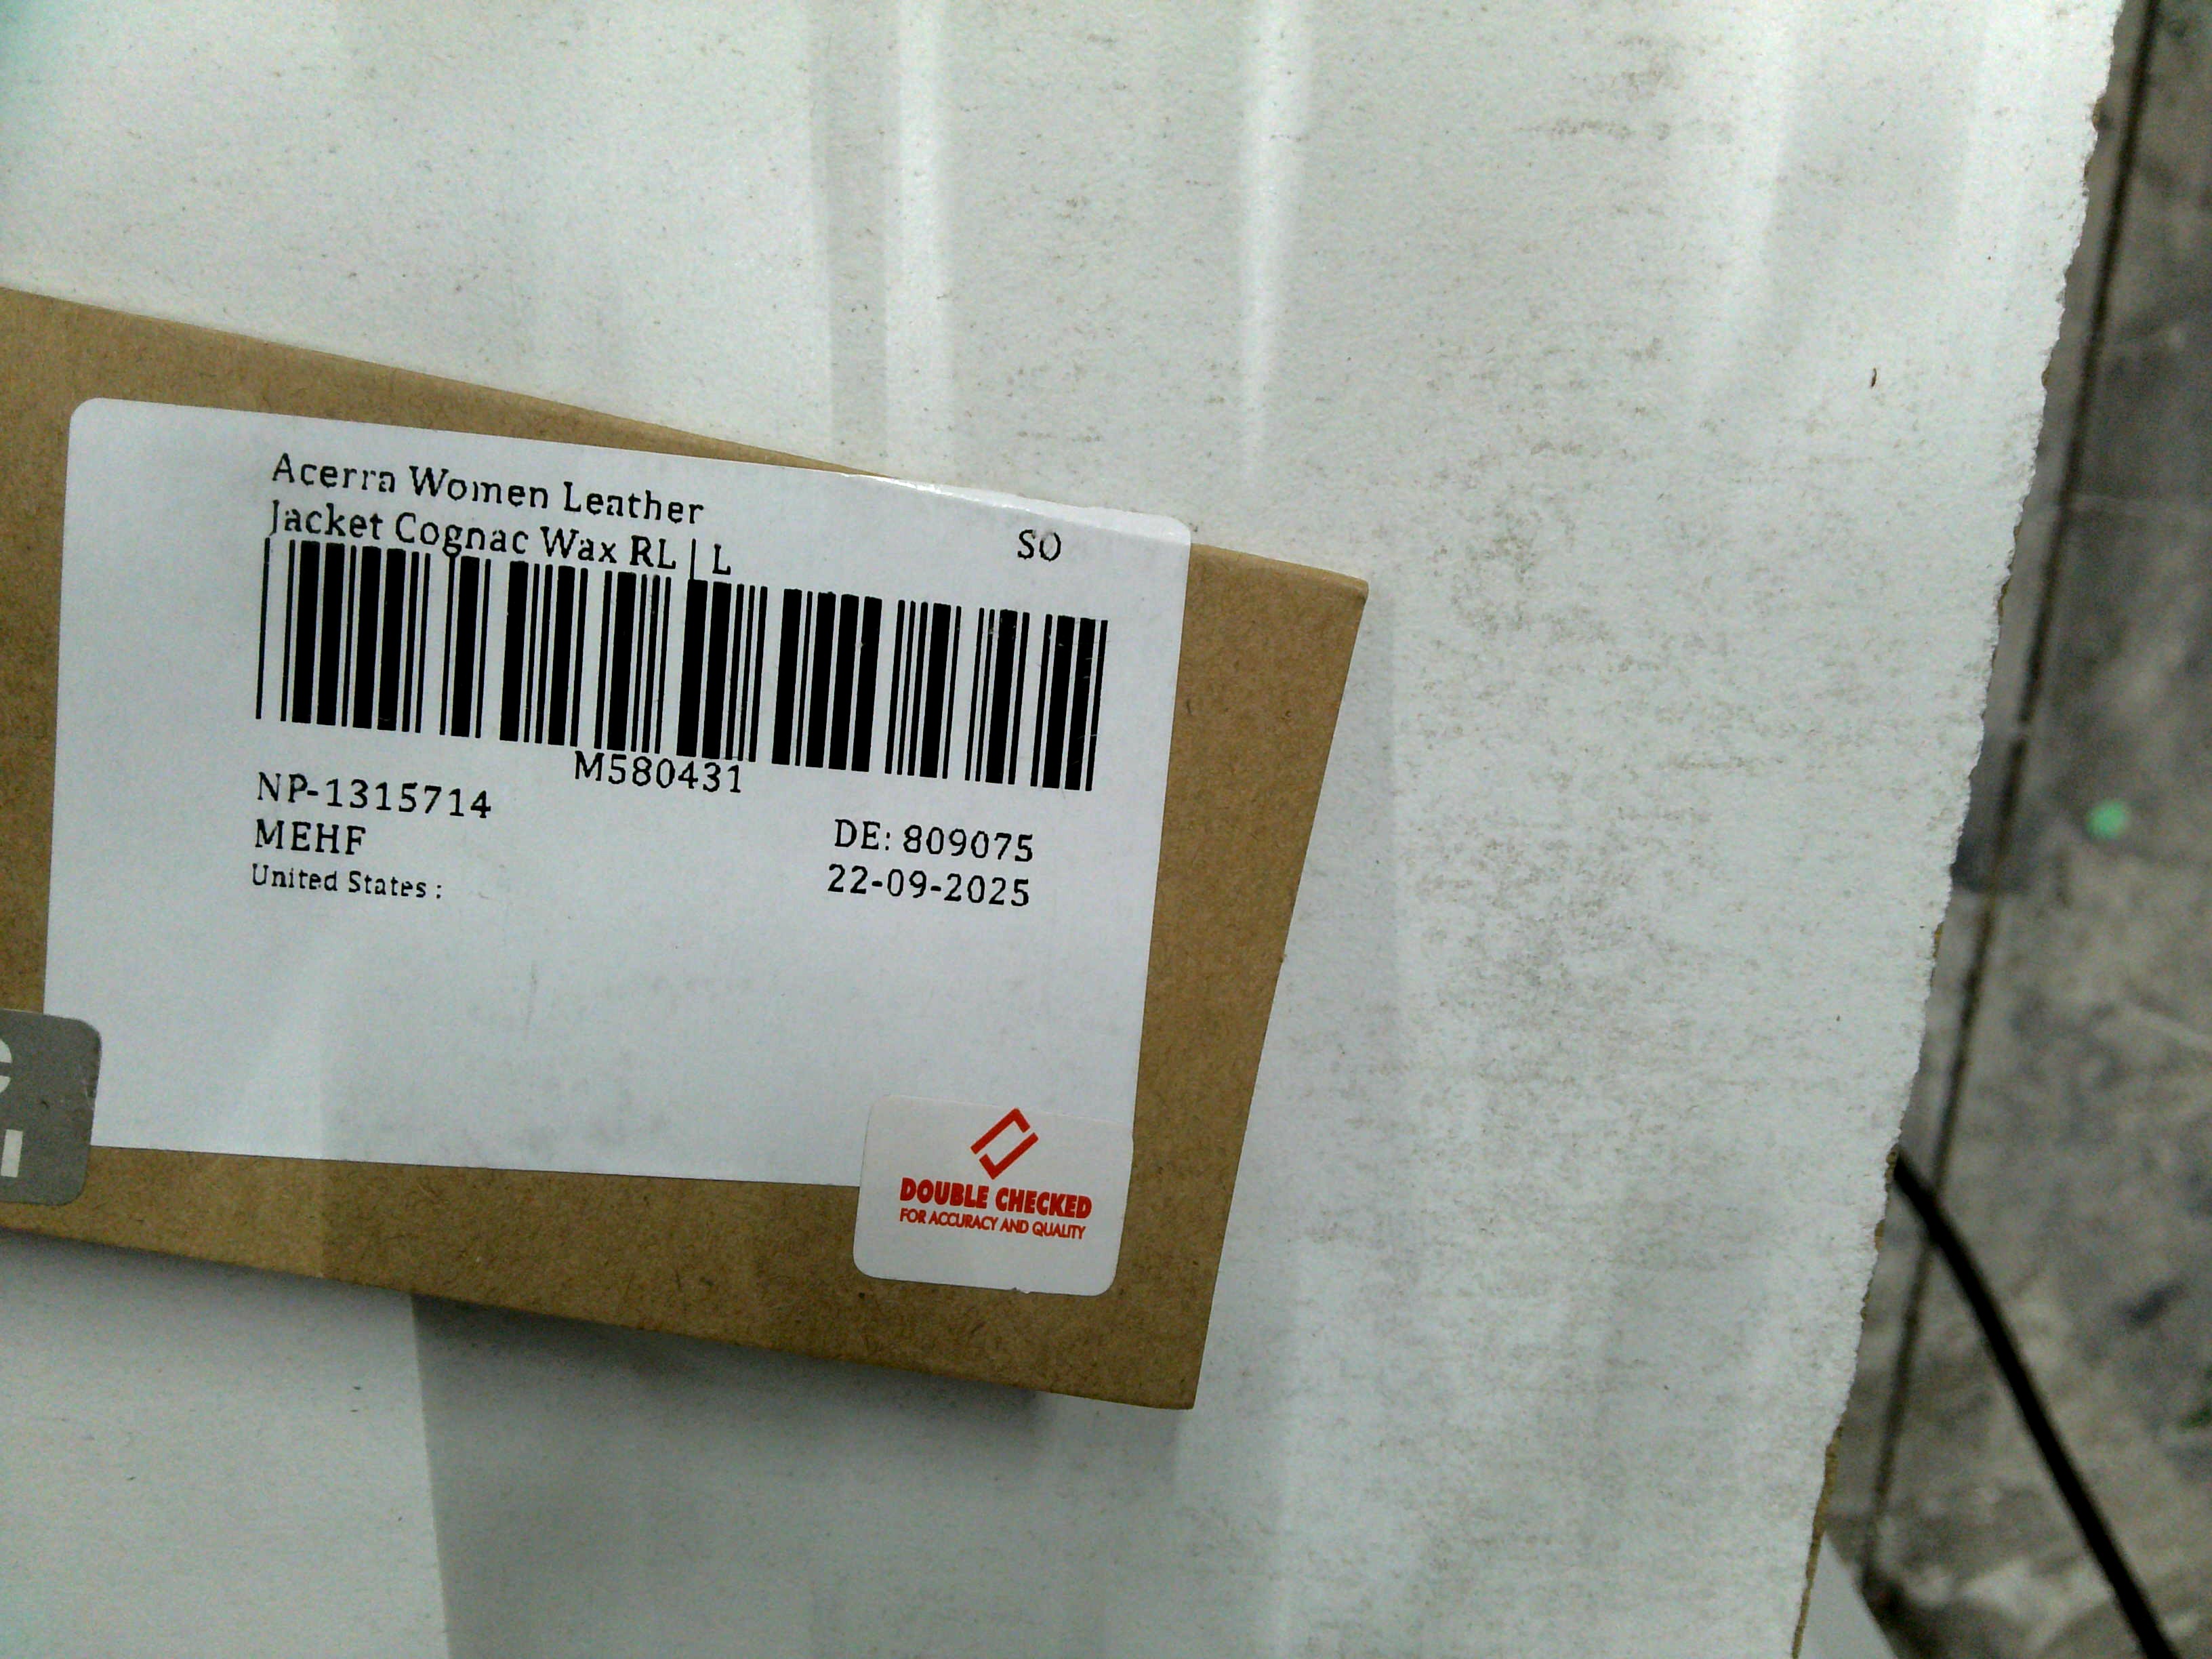 Acerra Women Leather
Jacket Cognac Wax RL | L
SO
M580431
NP-1315714
MEHF
United States :
DE: 809075
22-09-2025
DOUBLE CHECKED
FOR ACCURACY AND QUALITY